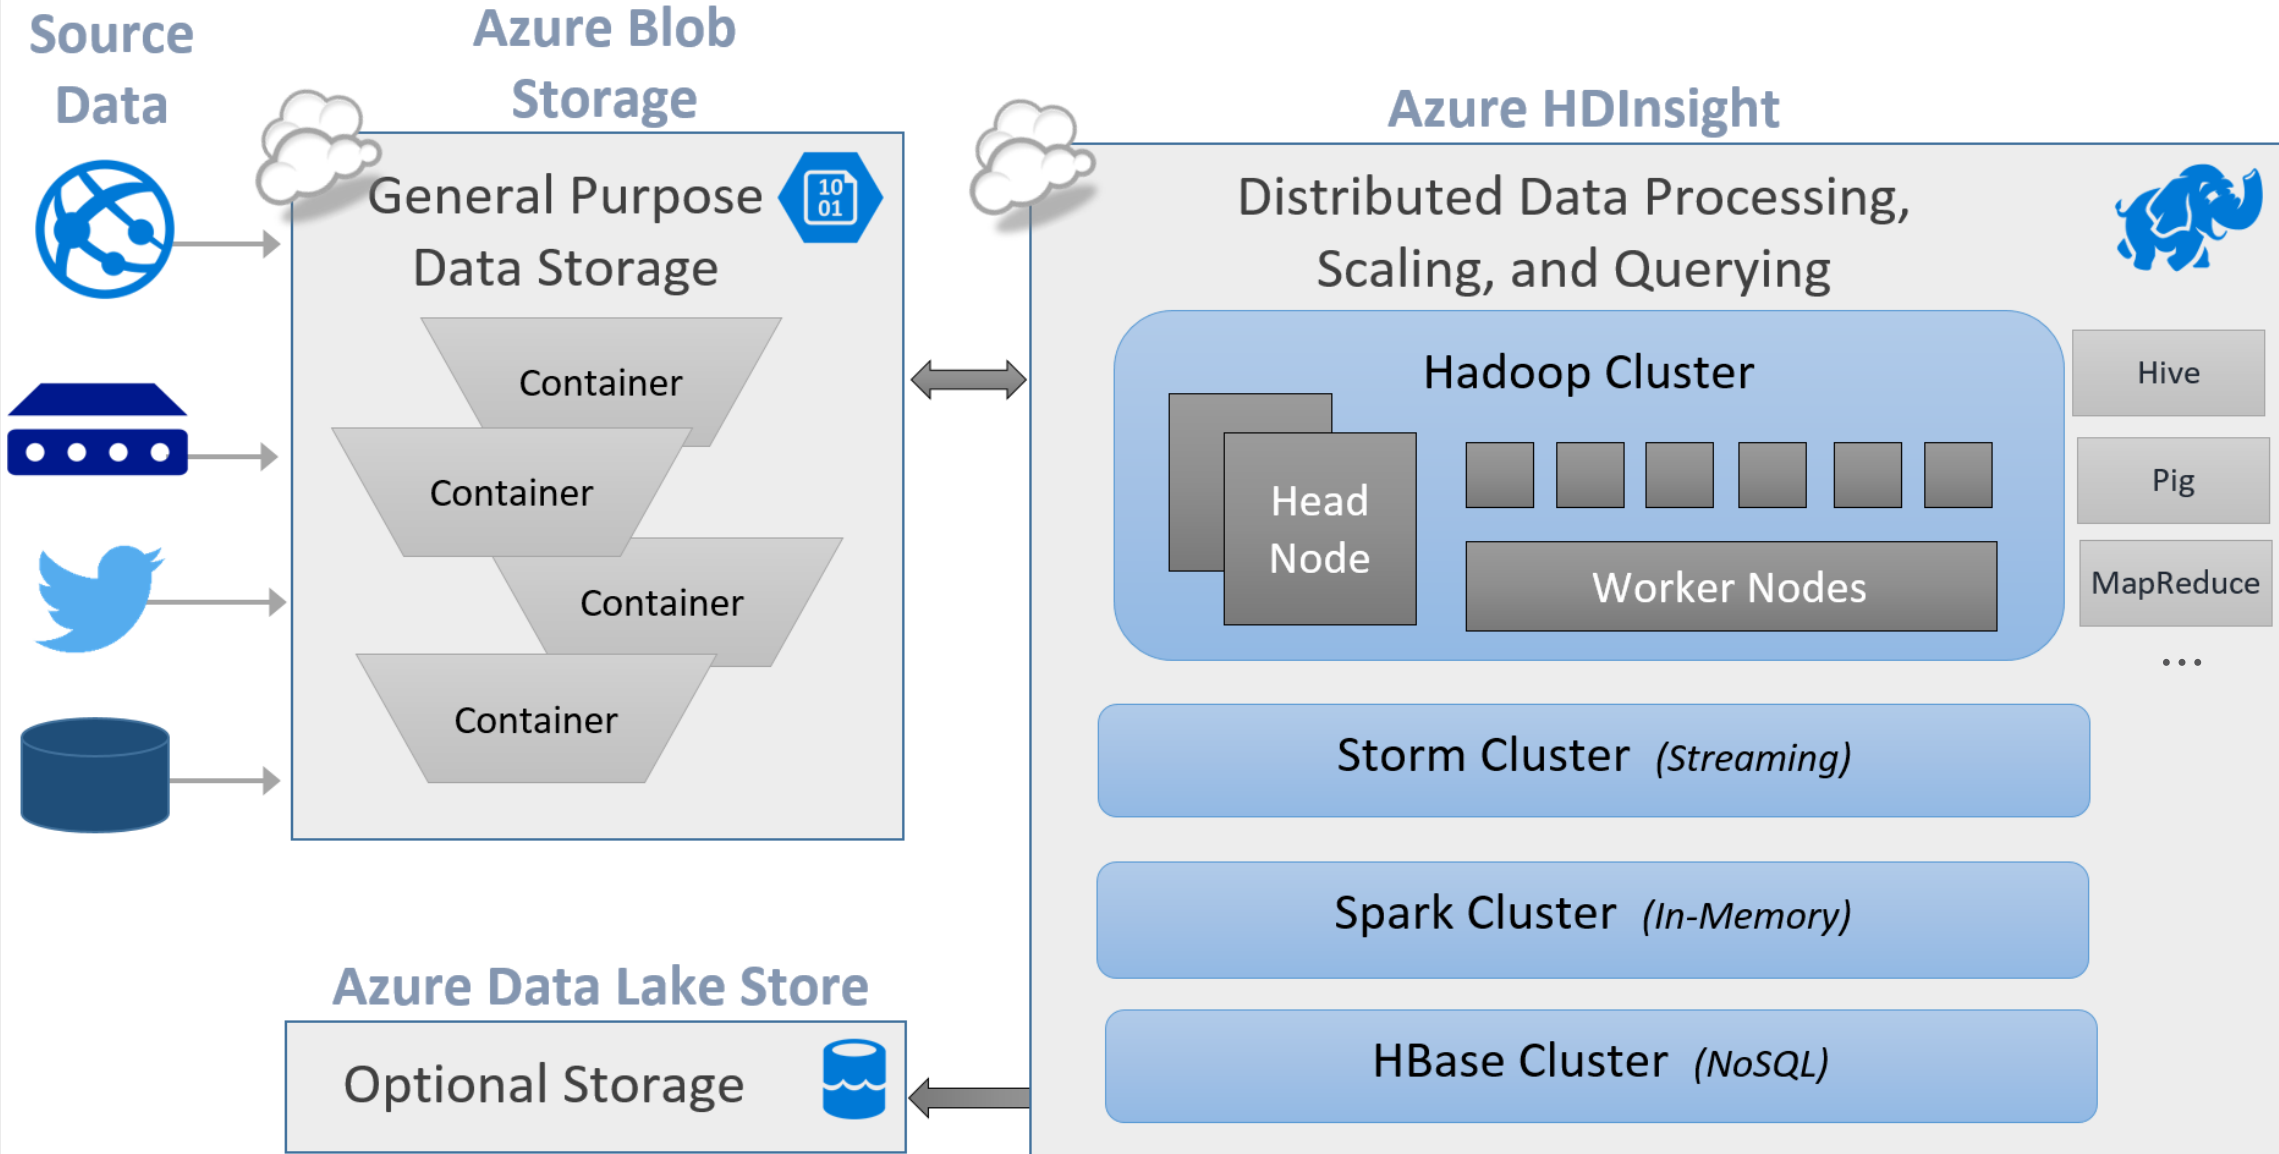 Source
Data
Azure Blob
Storage
General Purpose
Data Storage
10
01
Container
Container
Container
Container
Azure Data Lake Store
Optional Storage
Azure HDInsight
Distributed Data Processing,
Scaling, and Querying
Hadoop Cluster
Head
Node
Worker Nodes
Hive
Pig
MapReduce
...
Storm Cluster (Streaming)
Spark Cluster (In-Memory)
HBase Cluster (NoSQL)